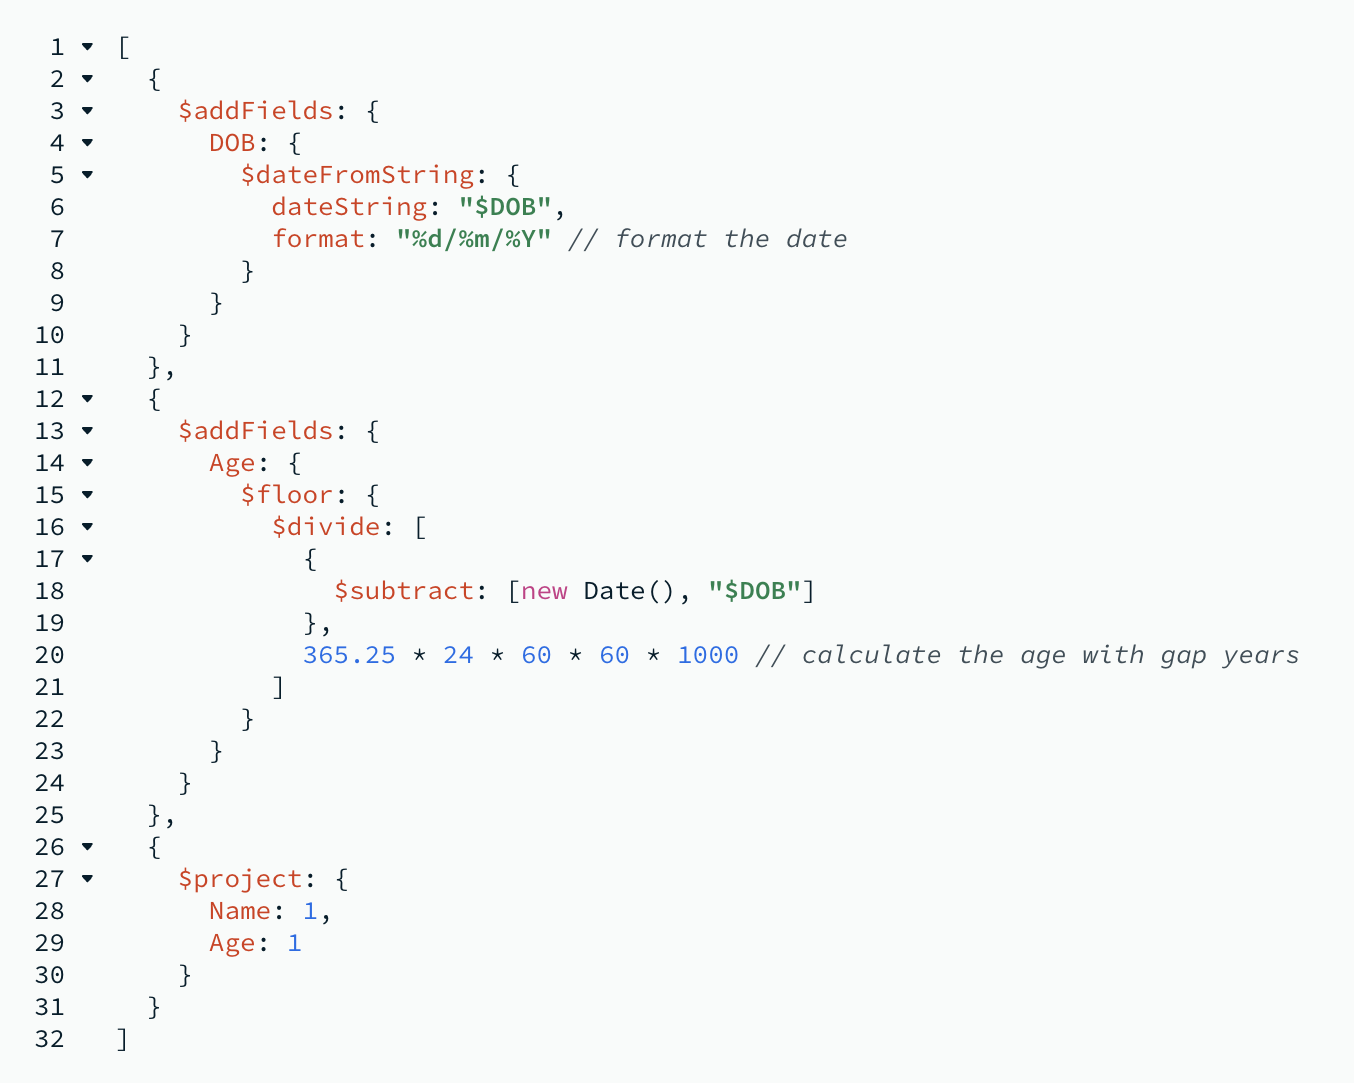 1 [
2   {
3     $addFields: {
4       DOB: {
5         $dateFromString: {
6           dateString: "$DOB",
7           format: "%d/%m/%Y" // format the date
8         }
9       }
10     }
11   },
12   {
13     $addFields: {
14       Age: {
15         $floor: {
16           $divide: [
17             {
18               $subtract: [new Date(), "$DOB"]
19             },
20             365.25 * 24 * 60 * 60 * 1000 // calculate the age with gap years
21           ]
22         }
23       }
24     }
25   },
26   {
27     $project: {
28       Name: 1,
29       Age: 1
30     }
31   }
32 ]